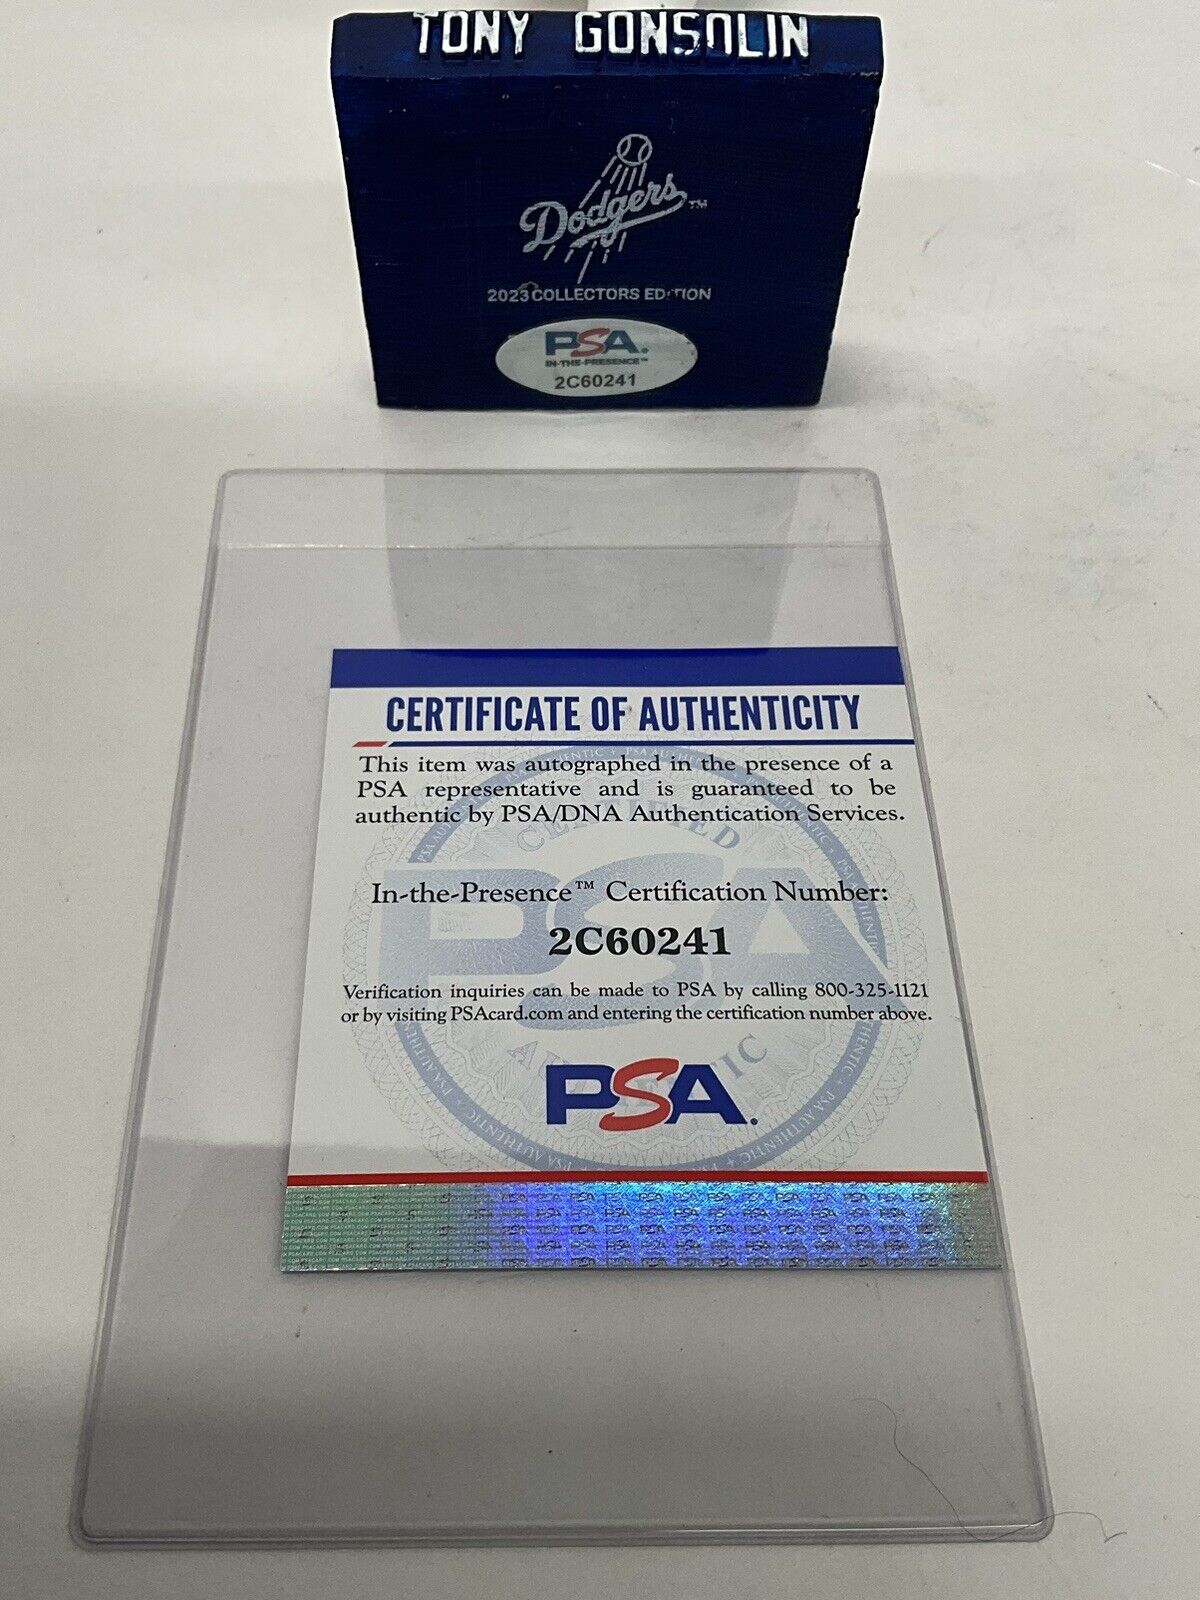 TONY GONSOLIN
Dodgers™
2023 COLLECTORS EDITION
PSA.
IN-THE-PRESENCE™
2C60241
CERTIFICATE OF AUTHENTICITY
This item was autographed in the presence of a
PSA representative and is guaranteed to be
authentic by PSA/DNA Authentication Services.
In-the-Presence™ Certification Number:
2C60241
Verification inquiries can be made to PSA by calling 800-325-1121
or by visiting PSAcard.com and entering the certification number above.
PSA.